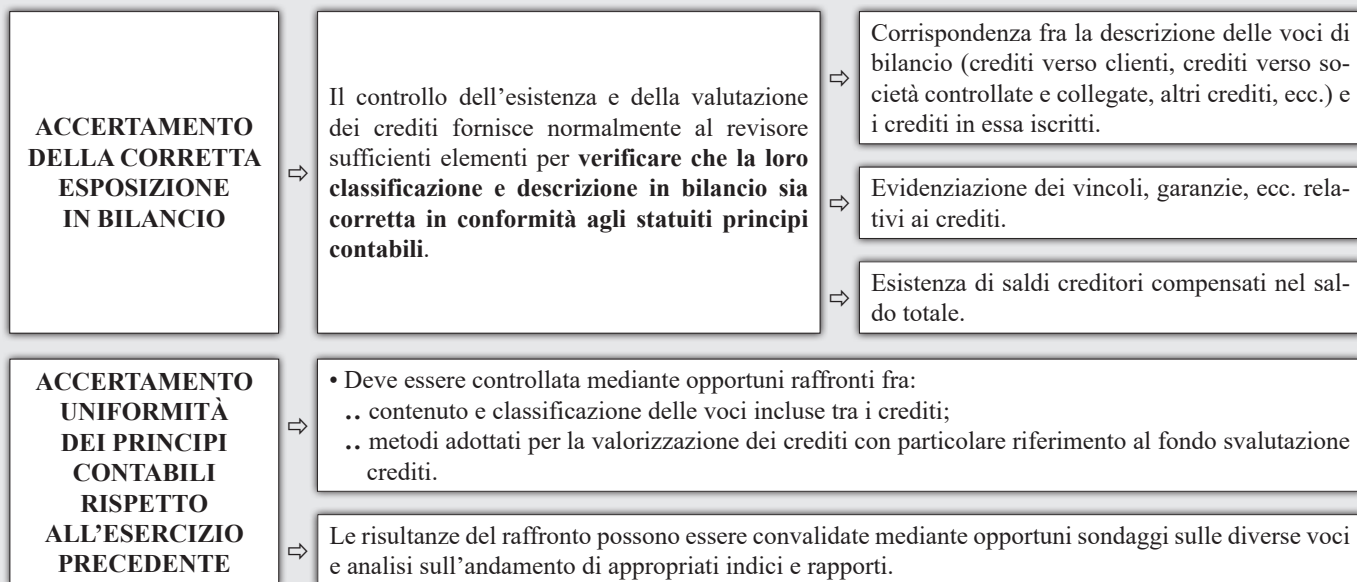 ACCERTAMENTO
DELLA CORRETTA
ESPOSIZIONE
IN BILANCIO
⇨
Il controllo dell'esistenza e della valutazione
dei crediti fornisce normalmente al revisore
sufficienti elementi per verificare che la loro
classificazione e descrizione in bilancio sia
corretta in conformità agli statuiti principi
contabili.
⇨
Corrispondenza fra la descrizione delle voci di
bilancio (crediti verso clienti, crediti verso so-
cietà controllate e collegate, altri crediti, ecc.) e
i crediti in essa iscritti.
⇨
Evidenziazione dei vincoli, garanzie, ecc. rela-
tivi ai crediti.
⇨
Esistenza di saldi creditori compensati nel sal-
do totale.
ACCERTAMENTO
UNIFORMITÀ
DEI PRINCIPI
CONTABILI
RISPETTO
ALL'ESERCIZIO
PRECEDENTE
⇨
• Deve essere controllata mediante opportuni raffronti fra:
.. contenuto e classificazione delle voci incluse tra i crediti;
.. metodi adottati per la valorizzazione dei crediti con particolare riferimento al fondo svalutazione
crediti.
⇨
Le risultanze del raffronto possono essere convalidate mediante opportuni sondaggi sulle diverse voci
e analisi sull'andamento di appropriati indici e rapporti.